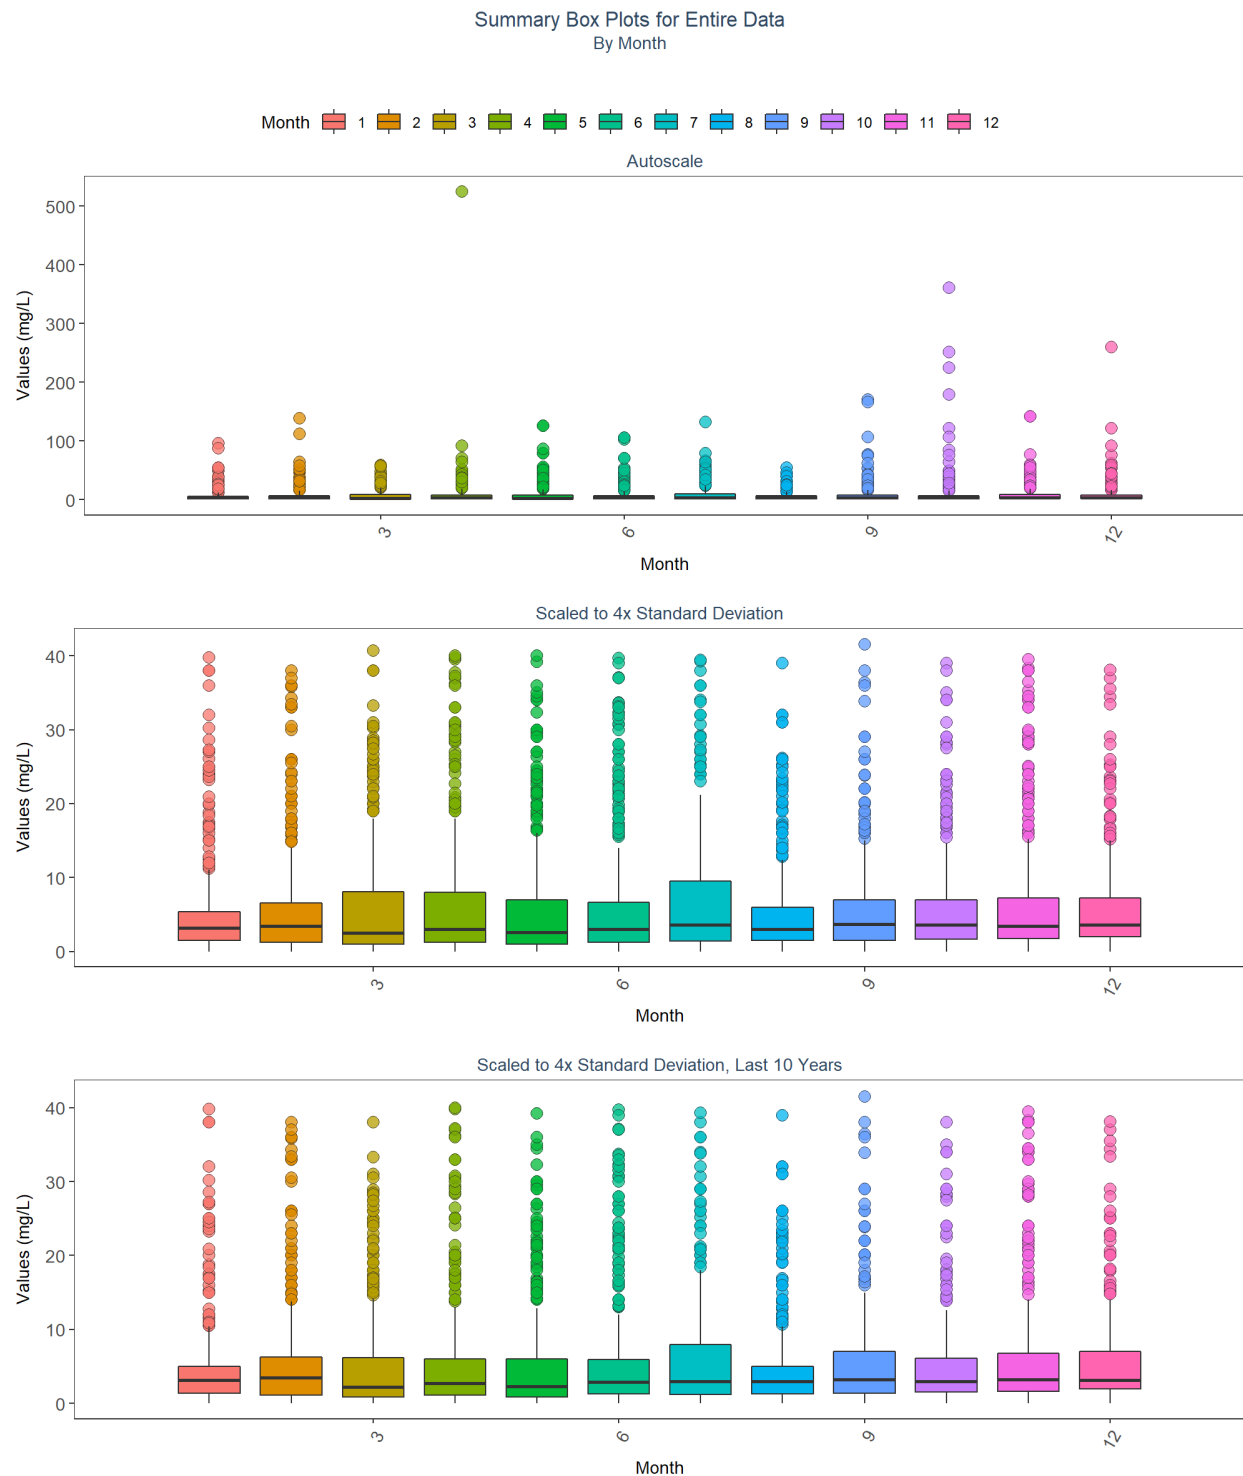 Summary Box Plots for Entire Data
By Month
Month 1 2 3 4 5 6 7 8 9 10 11 12
Autoscale
Values (mg/L)
500
400
300
200
100
0
3 6 9 12
Month
Scaled to 4x Standard Deviation
Values (mg/L)
40
30
20
10
0
3 6 9 12
Month
Scaled to 4x Standard Deviation, Last 10 Years
Values (mg/L)
40
30
20
10
0
3 6 9 12
Month